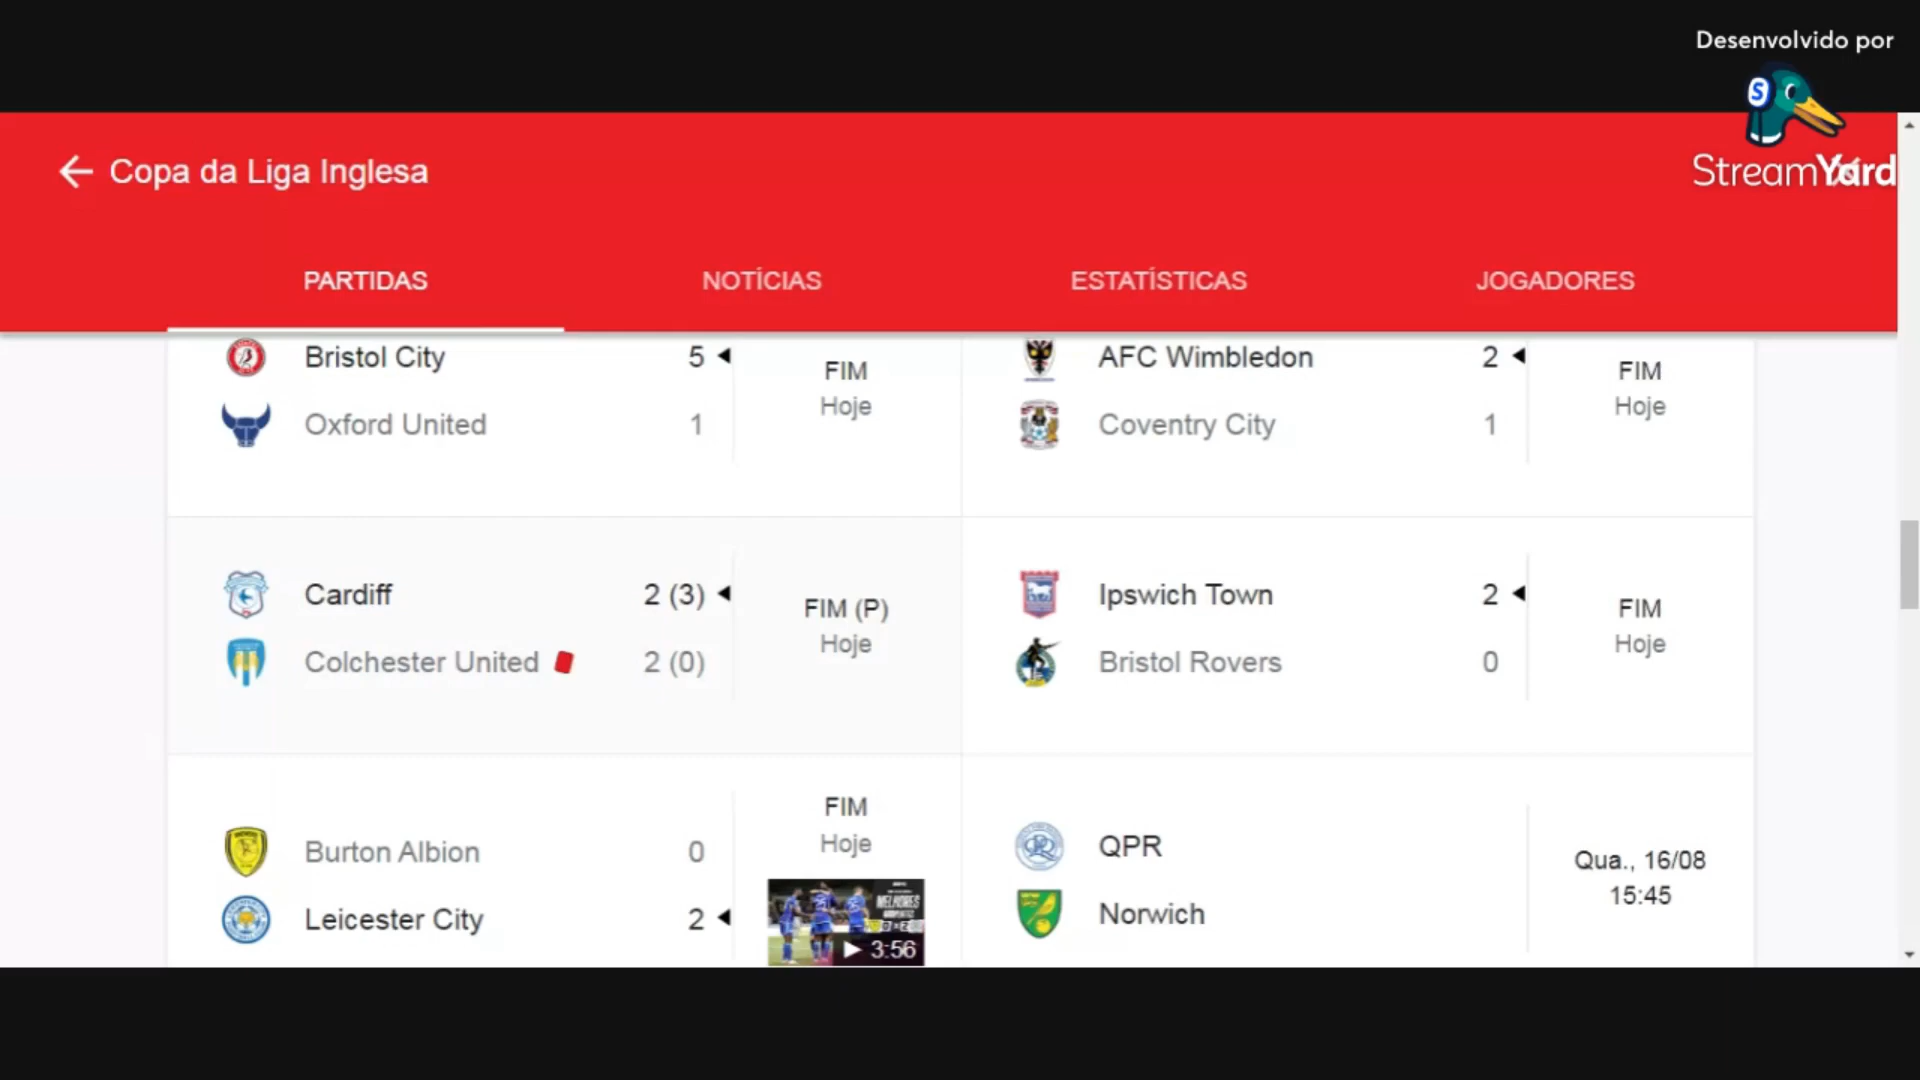 Desenvolvido por
StreamYard
Copa da Liga Inglesa
PARTIDAS
NOTÍCIAS
ESTATÍSTICAS
JOGADORES
Bristol City 5
Oxford United 1
FIM
Hoje
AFC Wimbledon 2
Coventry City 1
FIM
Hoje
Cardiff 2 (3)
Colchester United 2 (0)
FIM (P)
Hoje
Ipswich Town 2
Bristol Rovers 0
FIM
Hoje
Burton Albion 0
Leicester City 2
FIM
Hoje
MELHORES
3:56
QPR
Norwich
Qua., 16/08
15:45